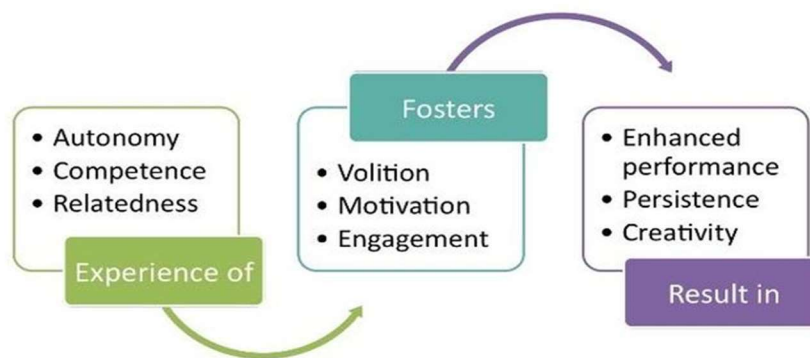 • Autonomy
• Competence
• Relatedness
Experience of
Fosters
• Volition
• Motivation
• Engagement
• Enhanced
performance
• Persistence
• Creativity
Result in